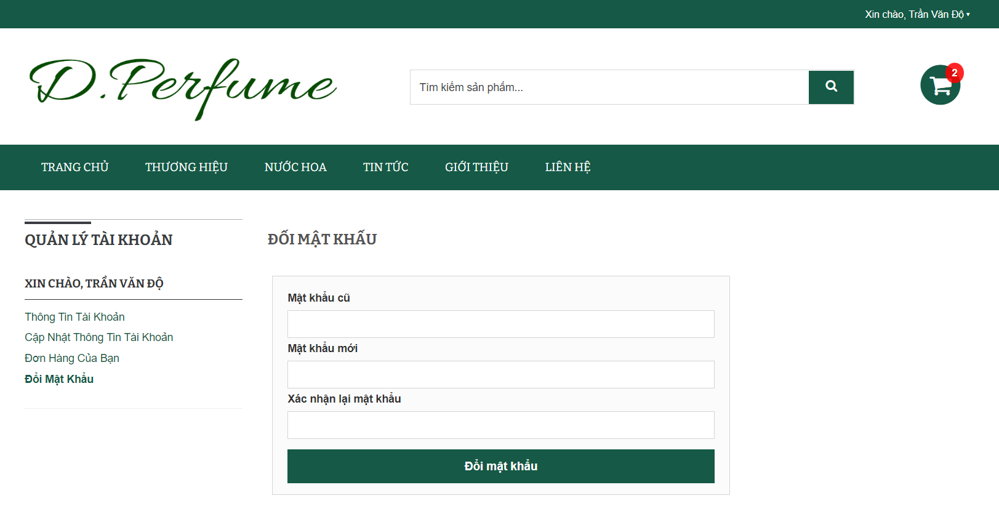 Xin chào, Trần Văn Độ ▾
D.Perfume
Tìm kiếm sản phẩm...
2
TRANG CHỦ THƯƠNG HIỆU NƯỚC HOA TIN TỨC GIỚI THIỆU LIÊN HỆ
QUẢN LÝ TÀI KHOẢN
XIN CHÀO, TRẦN VĂN ĐỘ
Thông Tin Tài Khoản
Cập Nhật Thông Tin Tài Khoản
Đơn Hàng Của Bạn
Đổi Mật Khẩu
ĐỔI MẬT KHẨU
Mật khẩu cũ
Mật khẩu mới
Xác nhận lại mật khẩu
Đổi mật khẩu